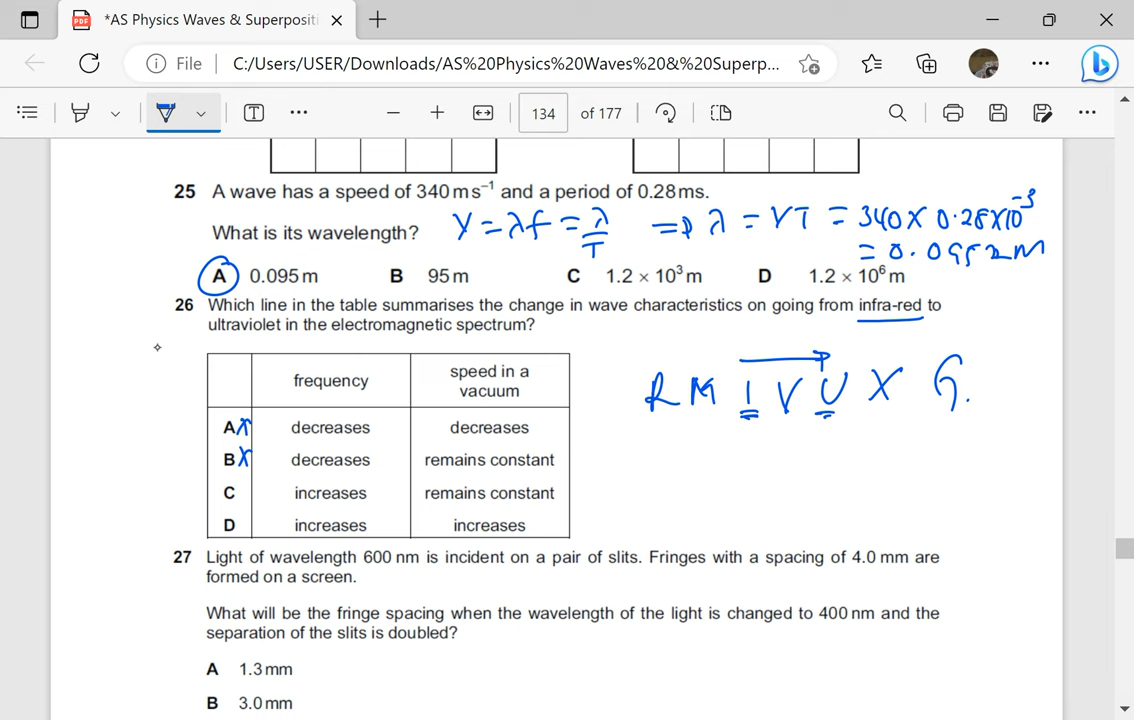 *AS Physics Waves & Superpositi
File
C:/Users/USER/Downloads/AS%20Physics%20Waves%20&%20Superp...
134 of 177
25 A wave has a speed of 340 m s⁻¹ and a period of 0.28 ms.
What is its wavelength?
V = λf = λ/T ⇒ λ = VT = 340 X 0.28X10⁻³
= 0.0952M
A 0.095 m B 95 m C 1.2 × 10³ m D 1.2 × 10⁶ m
26 Which line in the table summarises the change in wave characteristics on going from infra-red to
ultraviolet in the electromagnetic spectrum?
frequency speed in a vacuum
A X decreases decreases
B X decreases remains constant
C increases remains constant
D increases increases
R M I V U X G.
27 Light of wavelength 600 nm is incident on a pair of slits. Fringes with a spacing of 4.0 mm are
formed on a screen.
What will be the fringe spacing when the wavelength of the light is changed to 400 nm and the
separation of the slits is doubled?
A 1.3 mm
B 3.0 mm